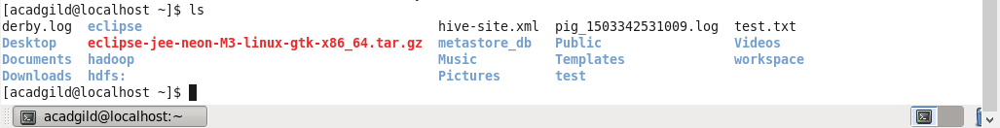 [acadgild@localhost ~]$ ls
derby.log  eclipse                                    hive-site.xml  pig_1503342531009.log  test.txt
Desktop    eclipse-jee-neon-M3-linux-gtk-x86_64.tar.gz  metastore_db   Public                 Videos
Documents  hadoop                                     Music          Templates              workspace
Downloads  hdfs:                                      Pictures       test
[acadgild@localhost ~]$
acadgild@localhost:~